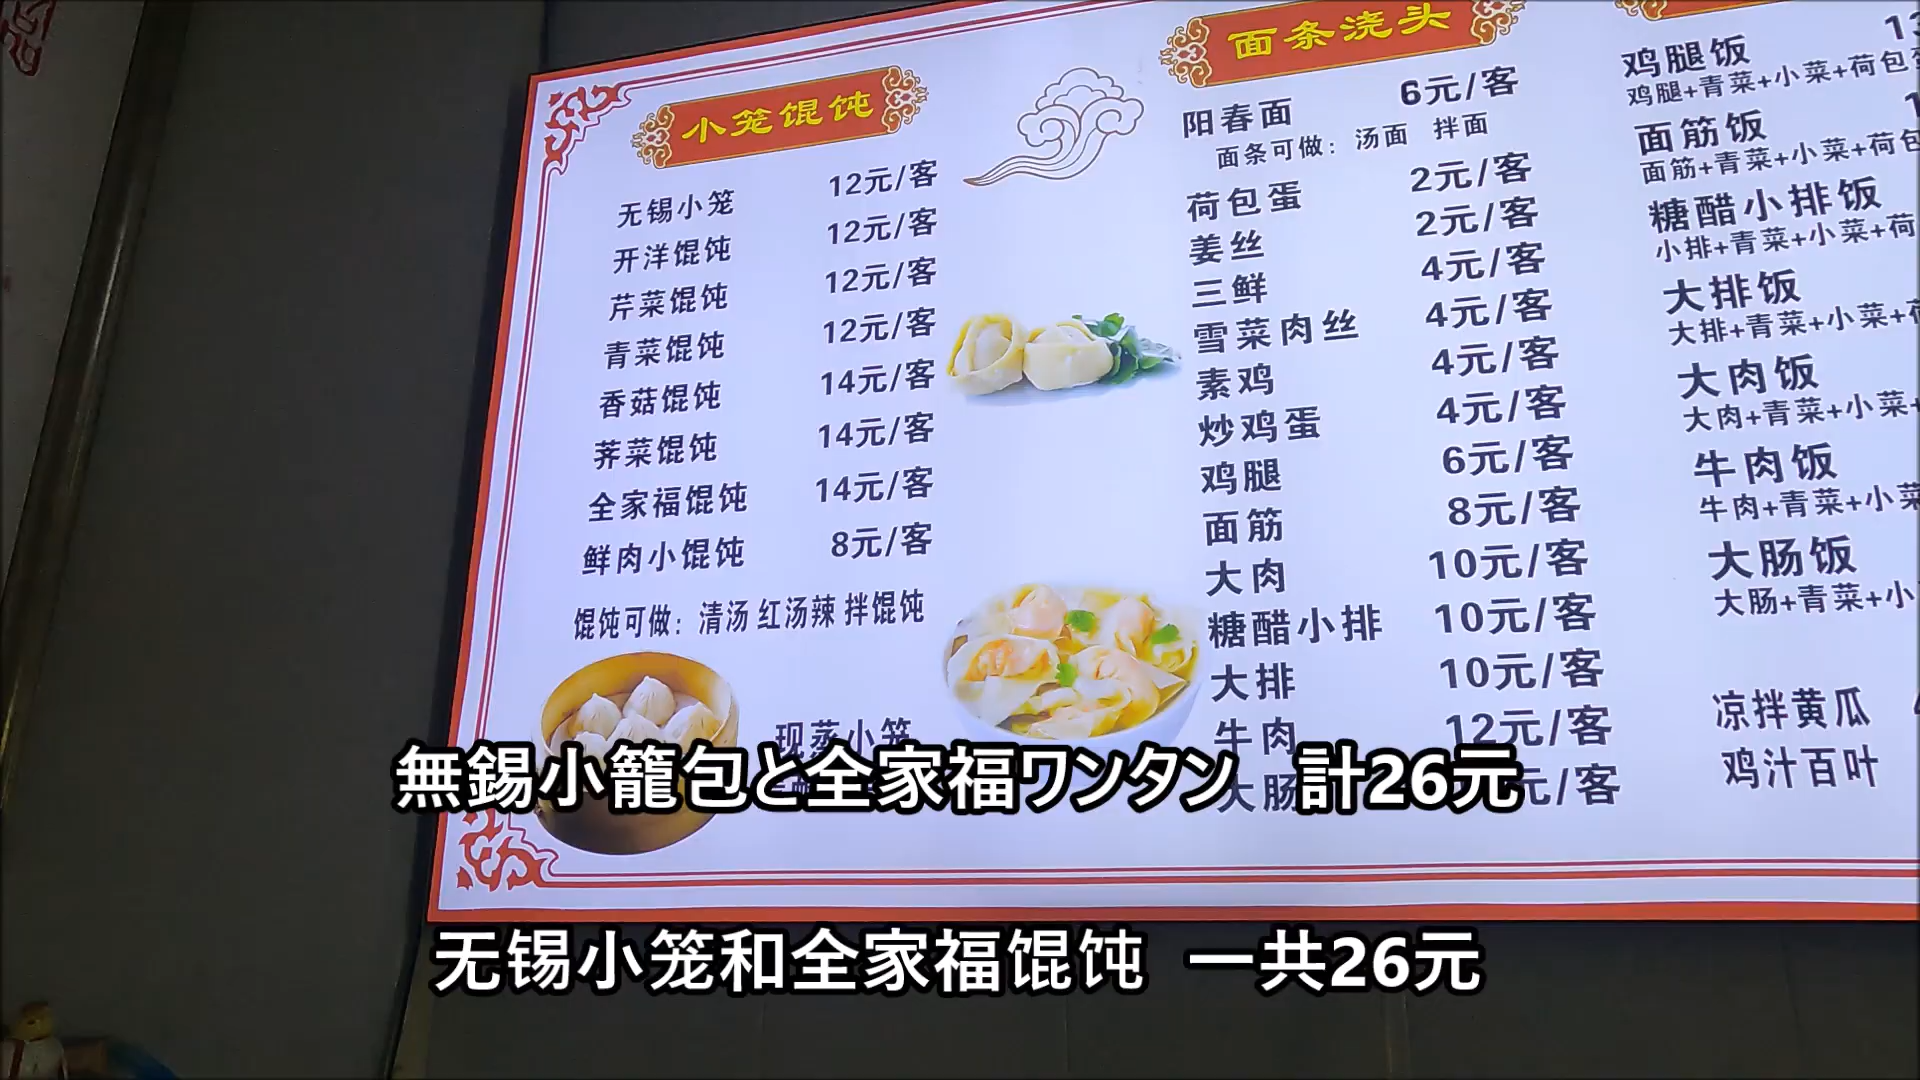 小笼馄饨
无锡小笼 12元/客
开洋馄饨 12元/客
芹菜馄饨 12元/客
青菜馄饨 12元/客
香菇馄饨 14元/客
荠菜馄饨 14元/客
全家福馄饨 14元/客
鲜肉小馄饨 8元/客
馄饨可做：清汤 红汤辣 拌馄饨
现蒸小笼
面条浇头
阳春面 6元/客
面条可做：汤面 拌面
荷包蛋 2元/客
姜丝 2元/客
三鲜 4元/客
雪菜肉丝 4元/客
素鸡 4元/客
炒鸡蛋 4元/客
鸡腿 6元/客
面筋 8元/客
大肉 10元/客
糖醋小排 10元/客
大排 10元/客
牛肉 12元/客
大肠 元/客
鸡腿饭
鸡腿+青菜+小菜+荷包
面筋饭
面筋+青菜+小菜+荷包
糖醋小排饭
小排+青菜+小菜+荷
大排饭
大排+青菜+小菜+
大肉饭
大肉+青菜+小菜
牛肉饭
牛肉+青菜+小菜
大肠饭
大肠+青菜+小
凉拌黄瓜
鸡汁百叶
無錫小籠包と全家福ワンタン 計26元
无锡小笼和全家福馄饨 一共26元